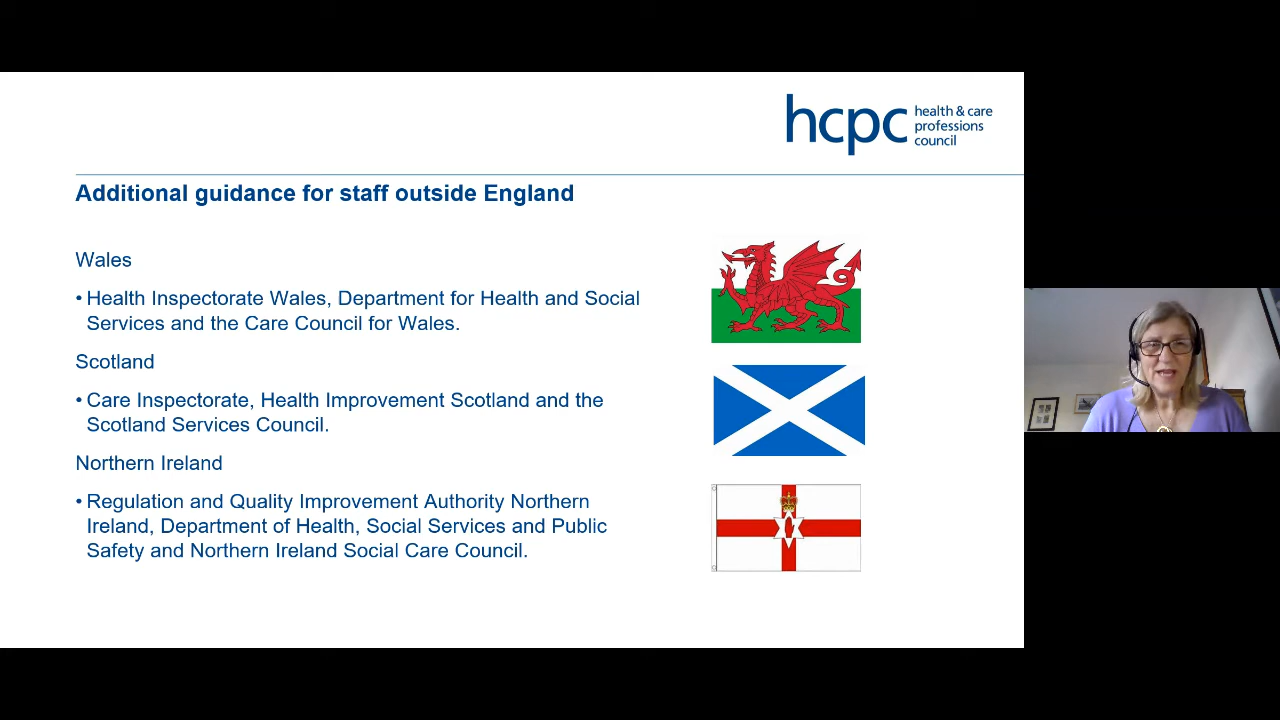 hcpc
health & care
professions
council
Additional guidance for staff outside England
Wales
• Health Inspectorate Wales, Department for Health and Social
Services and the Care Council for Wales.
Scotland
• Care Inspectorate, Health Improvement Scotland and the
Scotland Services Council.
Northern Ireland
• Regulation and Quality Improvement Authority Northern
Ireland, Department of Health, Social Services and Public
Safety and Northern Ireland Social Care Council.